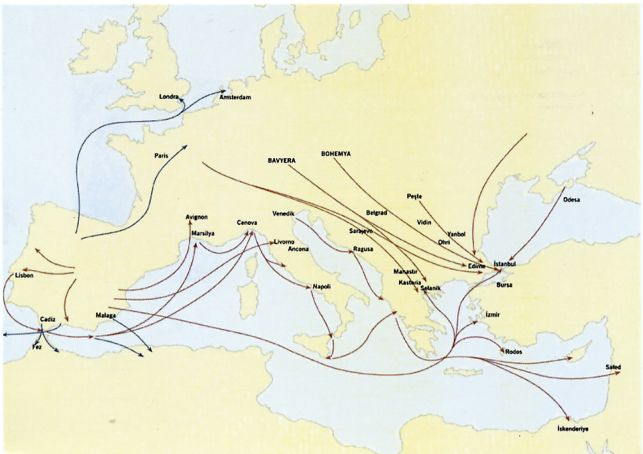 Londra
Amsterdam
Paris
BAVYERA
BOHEMYA
Peşte
Odesa
Avignon
Marsilya
Cenova
Venedik
Belgrad
Vidin
Sarajevo
Yanbol
Ohri
Livorno
Ancona
Ragusa
Edirne
İstanbul
Manastır
Kastoria
Selanik
Bursa
Lisbon
Napoli
Cadiz
Malaga
İzmir
Fez
Rodos
Safed
İskenderiye